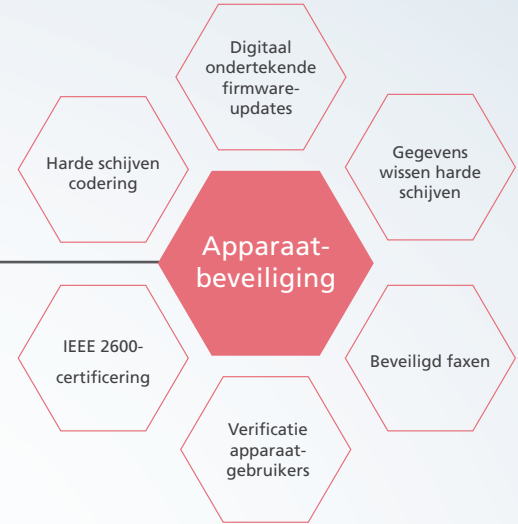 Digitaal
ondertekende
firmware-
updates
Harde schijven
codering
Gegevens
wissen harde
schijven
Apparaat-
beveiliging
IEEE 2600-
certificering
Beveiligd faxen
Verificatie
apparaat-
gebruikers